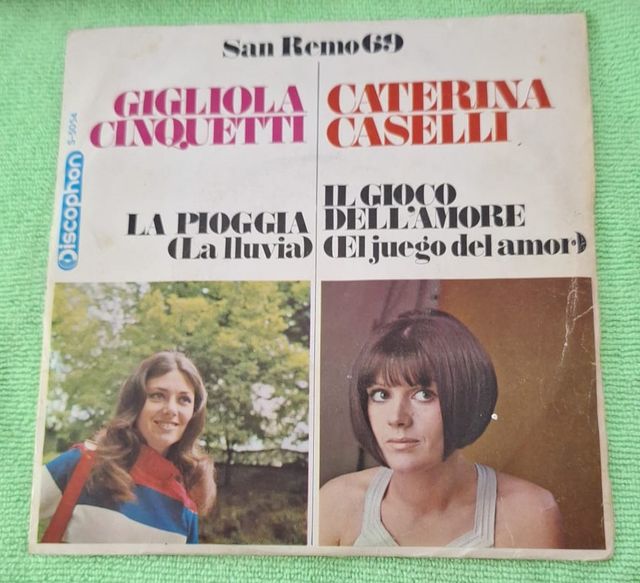 San Remo 69
GIGLIOLA
CINQUETTI
CATERINA
CASELLI
LA PIOGGIA
(La lluvia)
IL GIOCO
DELL'AMORE
(El juego del amor)
Discophon S-5054